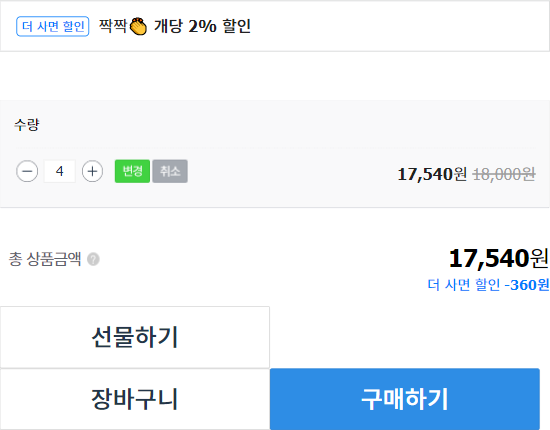 더 사면 할인 짝짝👏 개당 2% 할인
수량
4 변경 취소 17,540원 18,000원
총 상품금액 ? 17,540원
더 사면 할인 -360원
선물하기
장바구니 구매하기